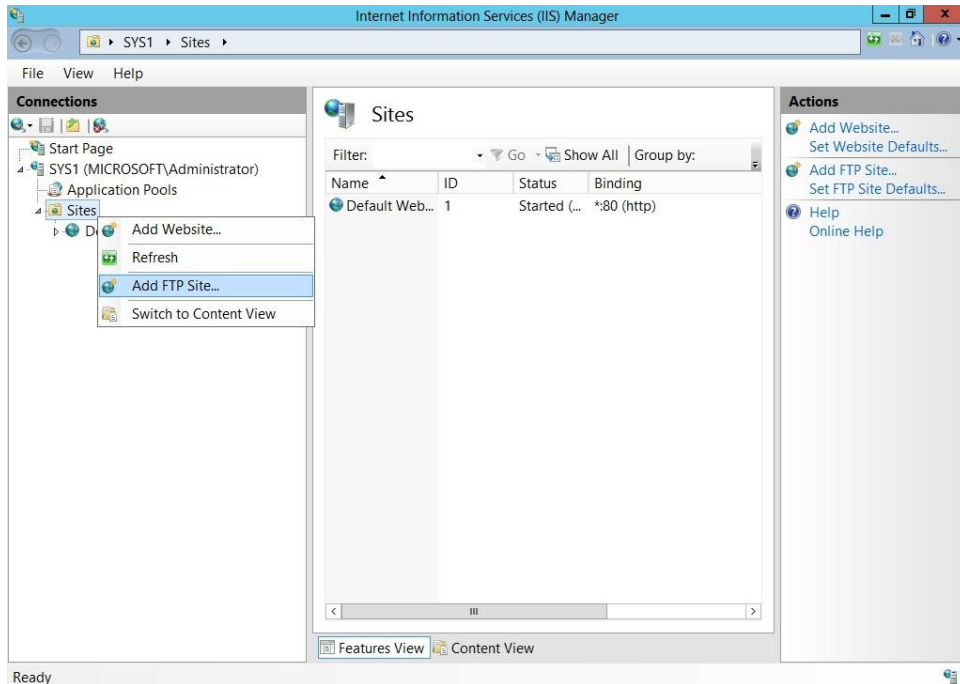 Internet Information Services (IIS) Manager
SYS1 Sites
File View Help
Connections
Start Page
SYS1 (MICROSOFT\Administrator)
Application Pools
Sites
Add Website...
Refresh
Add FTP Site...
Switch to Content View
Sites
Filter: Go Show All Group by:
Name ID Status Binding
Default Web... 1 Started (... *:80 (http)
Features View Content View
Actions
Add Website...
Set Website Defaults...
Add FTP Site...
Set FTP Site Defaults...
Help
Online Help
Ready